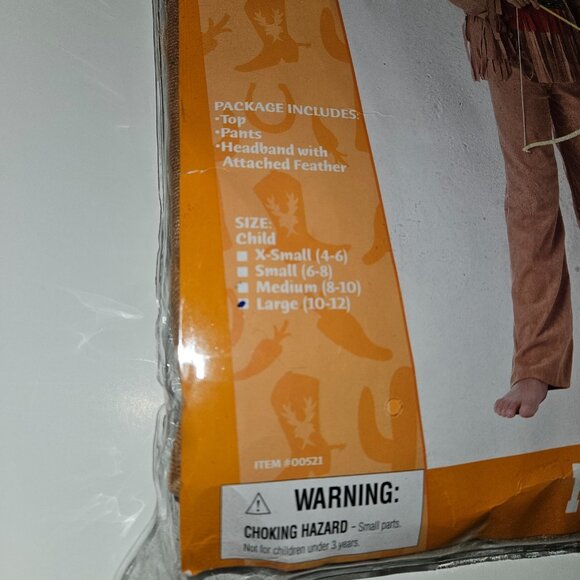 PACKAGE INCLUDES:
•Top
•Pants
•Headband with
Attached Feather
SIZE:
Child
X-Small (4-6)
Small (6-8)
Medium (8-10)
Large (10-12)
ITEM #00521
WARNING:
CHOKING HAZARD - Small parts.
Not for children under 3 years.